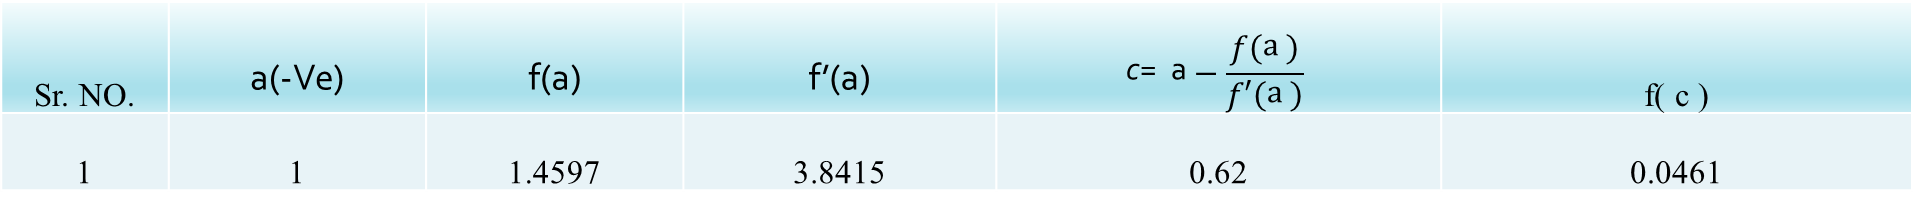 Sr. NO. a(-Ve) f(a) f′(a) c= a − f(a) / f′(a) f( c )
1 1 1.4597 3.8415 0.62 0.0461